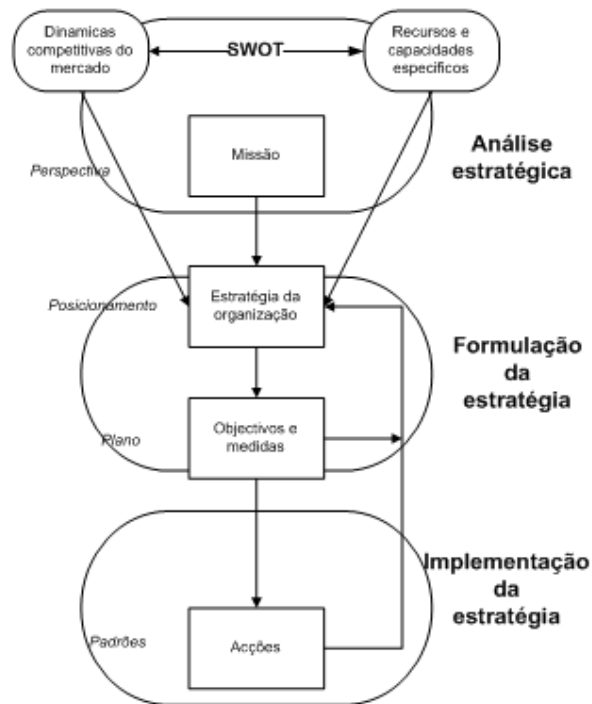 Dinamicas
competitivas do
mercado
SWOT
Recursos e
capacidades
especificos
Missão
Perspectiva
Análise
estratégica
Estratégia da
organização
Posicionamento
Formulação
da
estratégia
Objectivos e
medidas
Plano
Implementação
da
estratégia
Acções
Padrões